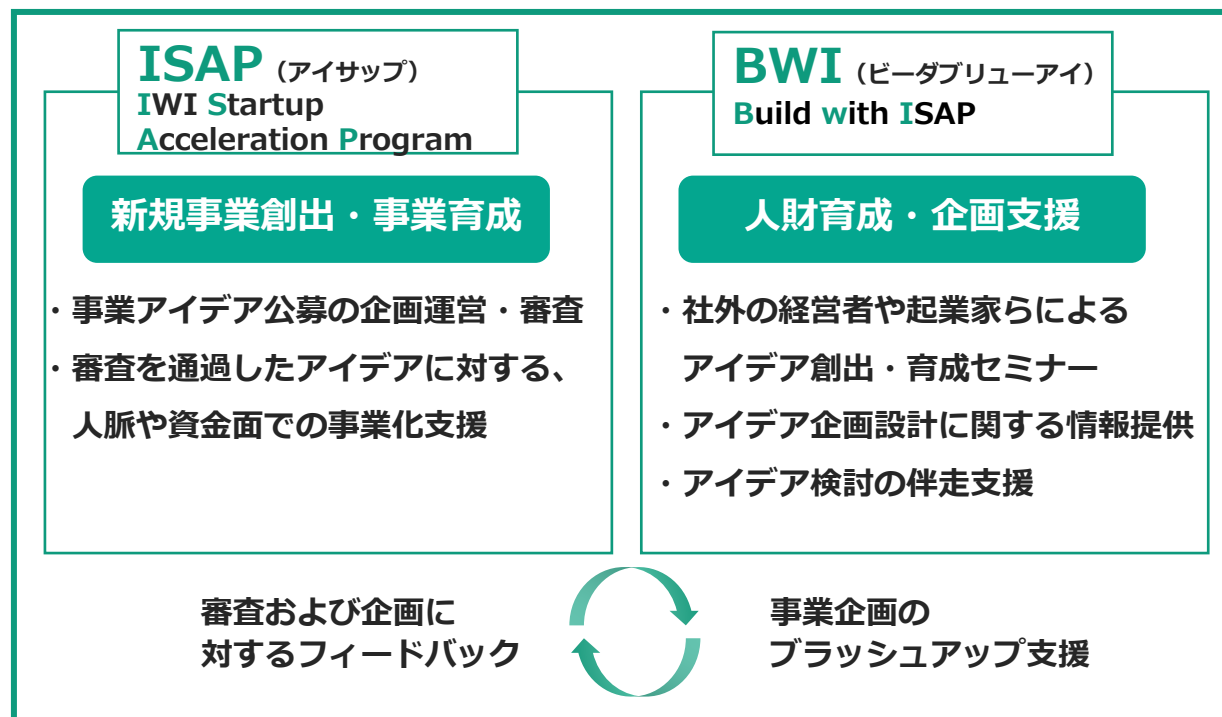 ISAP（アイサップ）
IWI Startup
Acceleration Program
新規事業創出・事業育成
・事業アイデア公募の企画運営・審査
・審査を通過したアイデアに対する、
人脈や資金面での事業化支援
BWI（ビーダブリューアイ）
Build with ISAP
人財育成・企画支援
・社外の経営者や起業家らによる
アイデア創出・育成セミナー
・アイデア企画設計に関する情報提供
・アイデア検討の伴走支援
審査および企画に
対するフィードバック
事業企画の
ブラッシュアップ支援